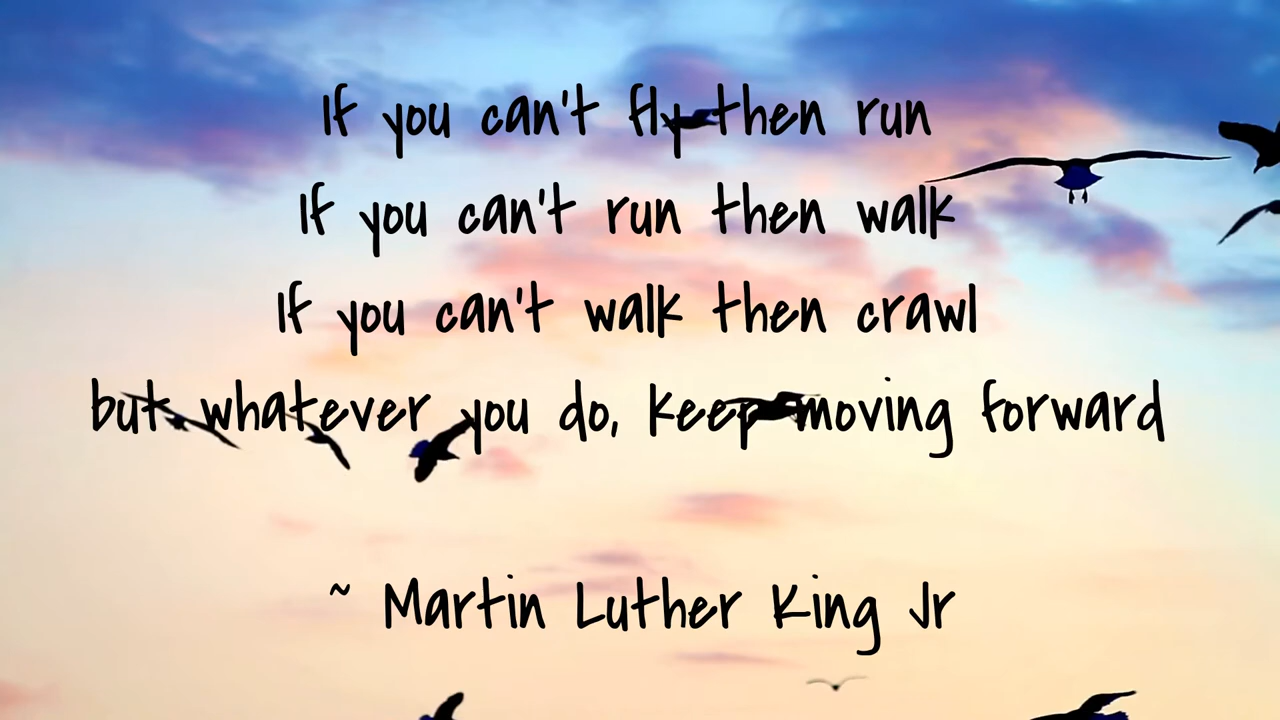 If you can't fly then run
If you can't run then walk
If you can't walk then crawl
but whatever you do, keep moving forward
~ Martin Luther King Jr